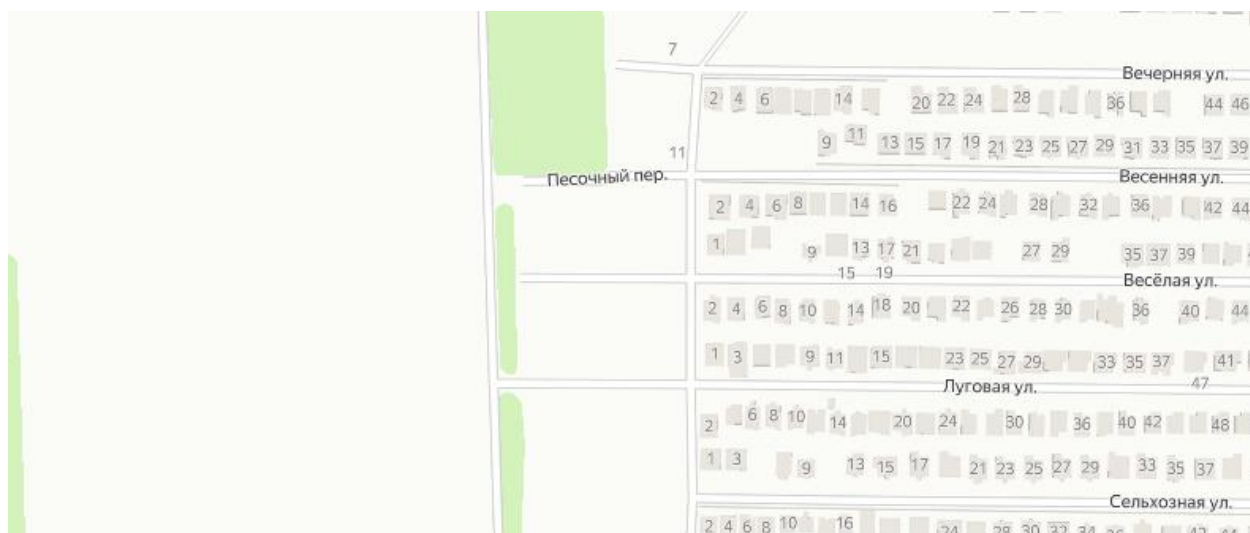 7
Вечерняя ул.
2 4 6 14 20 22 24 28 36 44 46
9 11 13 15 17 19 21 23 25 27 29 31 33 35 37 39
11
Песочный пер.
Весенняя ул.
2 4 6 8 14 16 22 24 28 32 36 42 44
1 9 13 17 21 27 29 35 37 39
15 19
Весёлая ул.
2 4 6 8 10 14 18 20 22 26 28 30 36 40 44
1 3 9 11 15 23 25 27 29 33 35 37 41-
47
Луговая ул.
2 6 8 10 14 20 24 30 36 40 42 48
1 3 9 13 15 17 21 23 25 27 29 33 35 37
Сельхозная ул.
2 4 6 8 10 16 24 28 30 32 34